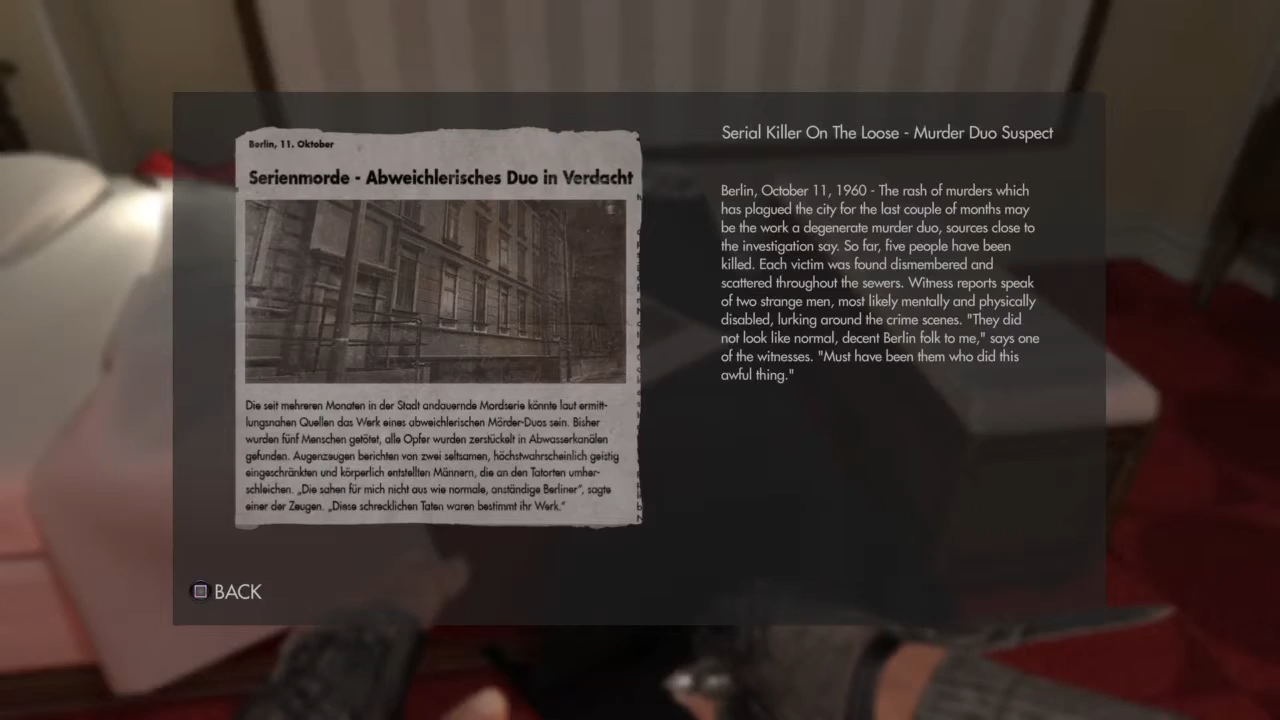 Berlin, 11. Oktober
Serienmorde - Abweichlerisches Duo in Verdacht
Die seit mehreren Monaten in der Stadt andauernde Mordserie könnte laut ermitt-
lungsnahen Quellen das Werk eines abweichlerischen Mörder-Duos sein. Bisher
wurden fünf Menschen getötet, alle Opfer wurden zerstückelt in Abwasserkanälen
gefunden. Augenzeugen berichten von zwei seltsamen, höchstwahrscheinlich geistig
eingeschränkten und körperlich entstellten Männern, die an den Tatorten umher-
schleichen. „Die sahen für mich nicht aus wie normale, anständige Berliner“, sagte
einer der Zeugen. „Diese schrecklichen Taten waren bestimmt ihr Werk.“
Serial Killer On The Loose - Murder Duo Suspect
Berlin, October 11, 1960 - The rash of murders which
has plagued the city for the last couple of months may
be the work a degenerate murder duo, sources close to
the investigation say. So far, five people have been
killed. Each victim was found dismembered and
scattered throughout the sewers. Witness reports speak
of two strange men, most likely mentally and physically
disabled, lurking around the crime scenes. "They did
not look like normal, decent Berlin folk to me," says one
of the witnesses. "Must have been them who did this
awful thing."
BACK